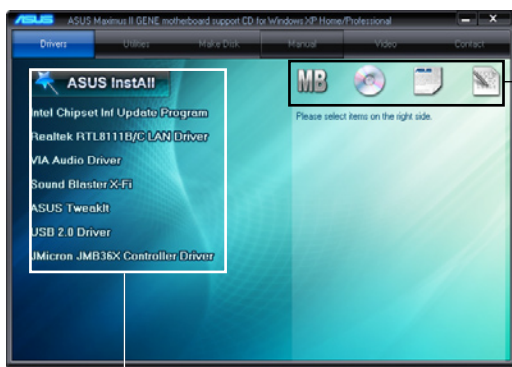 ASUS ASUS Maximus II GENE motherboard support CD for Windows XP Home/Professional
Drivers Utilities Make Disk Manual Video Contact
ASUS InstAll
MB
Intel Chipset Inf Update Program
Please select items on the right side.
Realtek RTL8111B/C LAN Driver
VIA Audio Driver
Sound Blaster X-Fi
ASUS TweakIt
USB 2.0 Driver
JMicron JMB36X Controller Driver